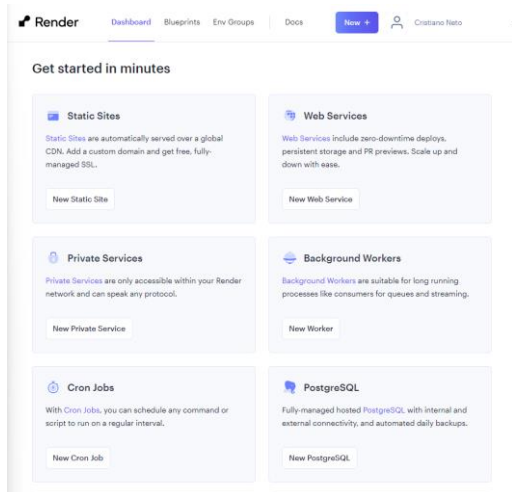 Render Dashboard Blueprints Env Groups Docs New + Cristiano Neto
Get started in minutes
Static Sites
Static Sites are automatically served over a global
CDN. Add a custom domain and get free, fully-
managed SSL.
New Static Site
Web Services
Web Services include zero-downtime deploys,
persistent storage and PR previews. Scale up and
down with ease.
New Web Service
Private Services
Private Services are only accessible within your Render
network and can speak any protocol.
New Private Service
Background Workers
Background Workers are suitable for long running
processes like consumers for queues and streaming.
New Worker
Cron Jobs
With Cron Jobs, you can schedule any command or
script to run on a regular interval.
New Cron Job
PostgreSQL
Fully-managed hosted PostgreSQL with internal and
external connectivity, and automated daily backups.
New PostgreSQL